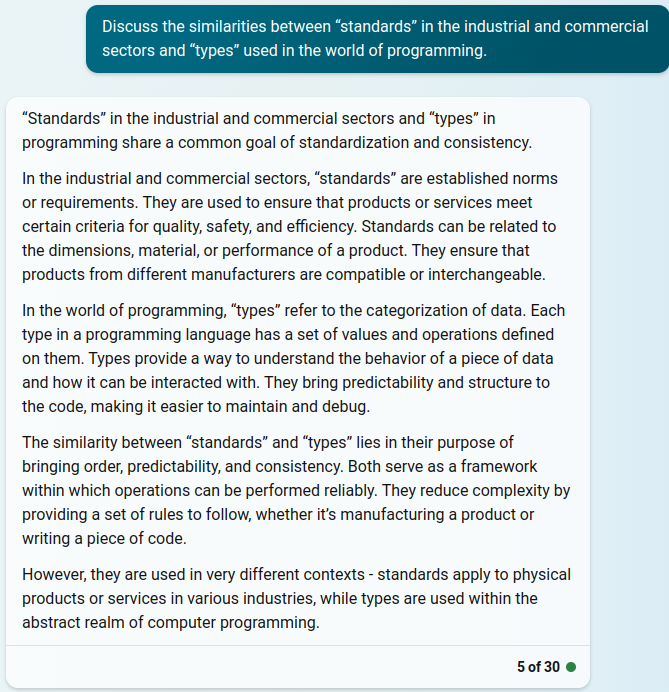 Discuss the similarities between “standards” in the industrial and commercial
sectors and “types” used in the world of programming.
“Standards” in the industrial and commercial sectors and “types” in
programming share a common goal of standardization and consistency.
In the industrial and commercial sectors, “standards” are established norms
or requirements. They are used to ensure that products or services meet
certain criteria for quality, safety, and efficiency. Standards can be related to
the dimensions, material, or performance of a product. They ensure that
products from different manufacturers are compatible or interchangeable.
In the world of programming, “types” refer to the categorization of data. Each
type in a programming language has a set of values and operations defined
on them. Types provide a way to understand the behavior of a piece of data
and how it can be interacted with. They bring predictability and structure to
the code, making it easier to maintain and debug.
The similarity between “standards” and “types” lies in their purpose of
bringing order, predictability, and consistency. Both serve as a framework
within which operations can be performed reliably. They reduce complexity by
providing a set of rules to follow, whether it’s manufacturing a product or
writing a piece of code.
However, they are used in very different contexts - standards apply to physical
products or services in various industries, while types are used within the
abstract realm of computer programming.
5 of 30